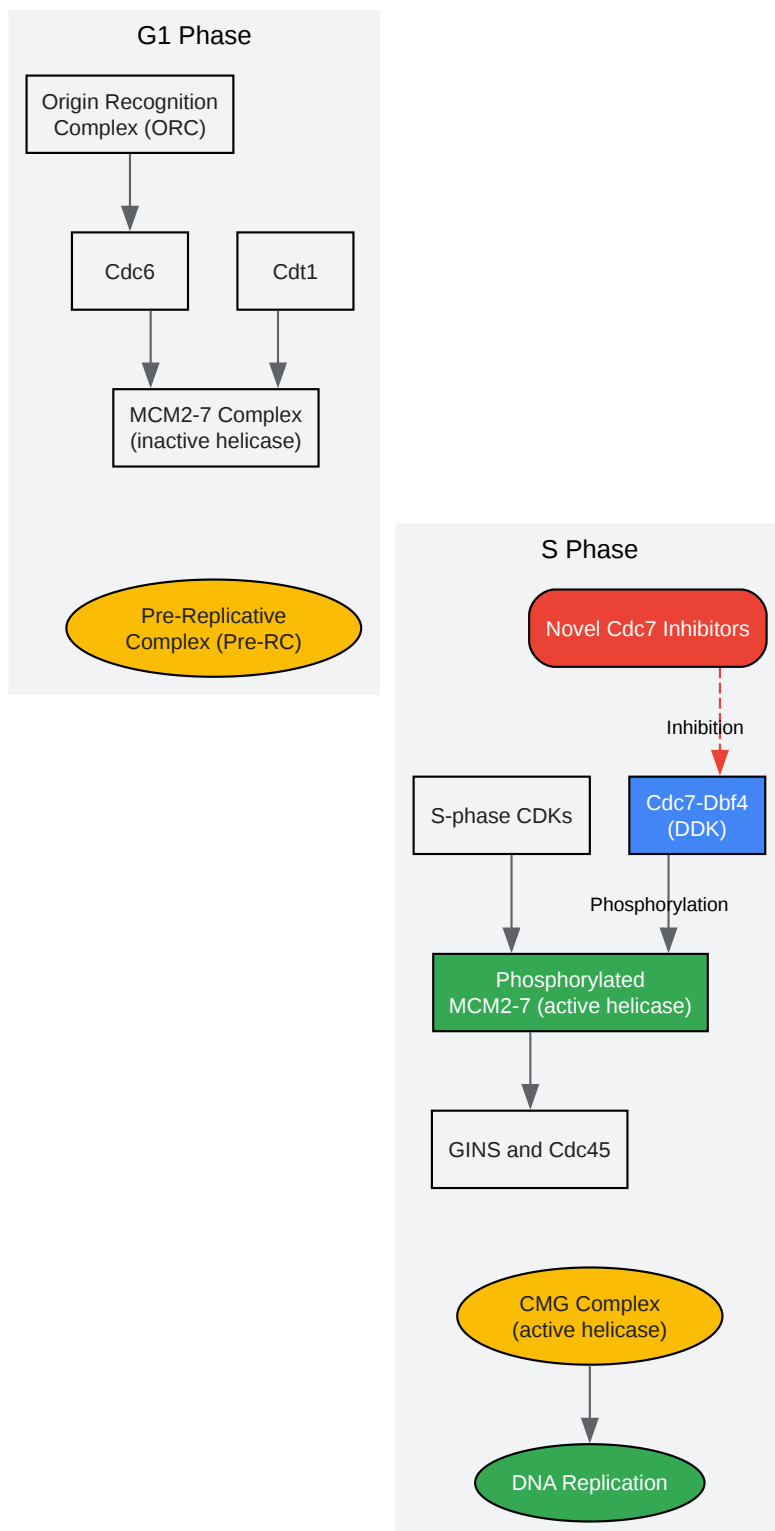 G1 Phase
Origin Recognition
Complex (ORC)
Cdc6
Cdt1
MCM2-7 Complex
(inactive helicase)
Pre-Replicative
Complex (Pre-RC)
S Phase
Novel Cdc7 Inhibitors
Inhibition
S-phase CDKs
Cdc7-Dbf4
(DDK)
Phosphorylation
Phosphorylated
MCM2-7 (active helicase)
GINS and Cdc45
CMG Complex
(active helicase)
DNA Replication